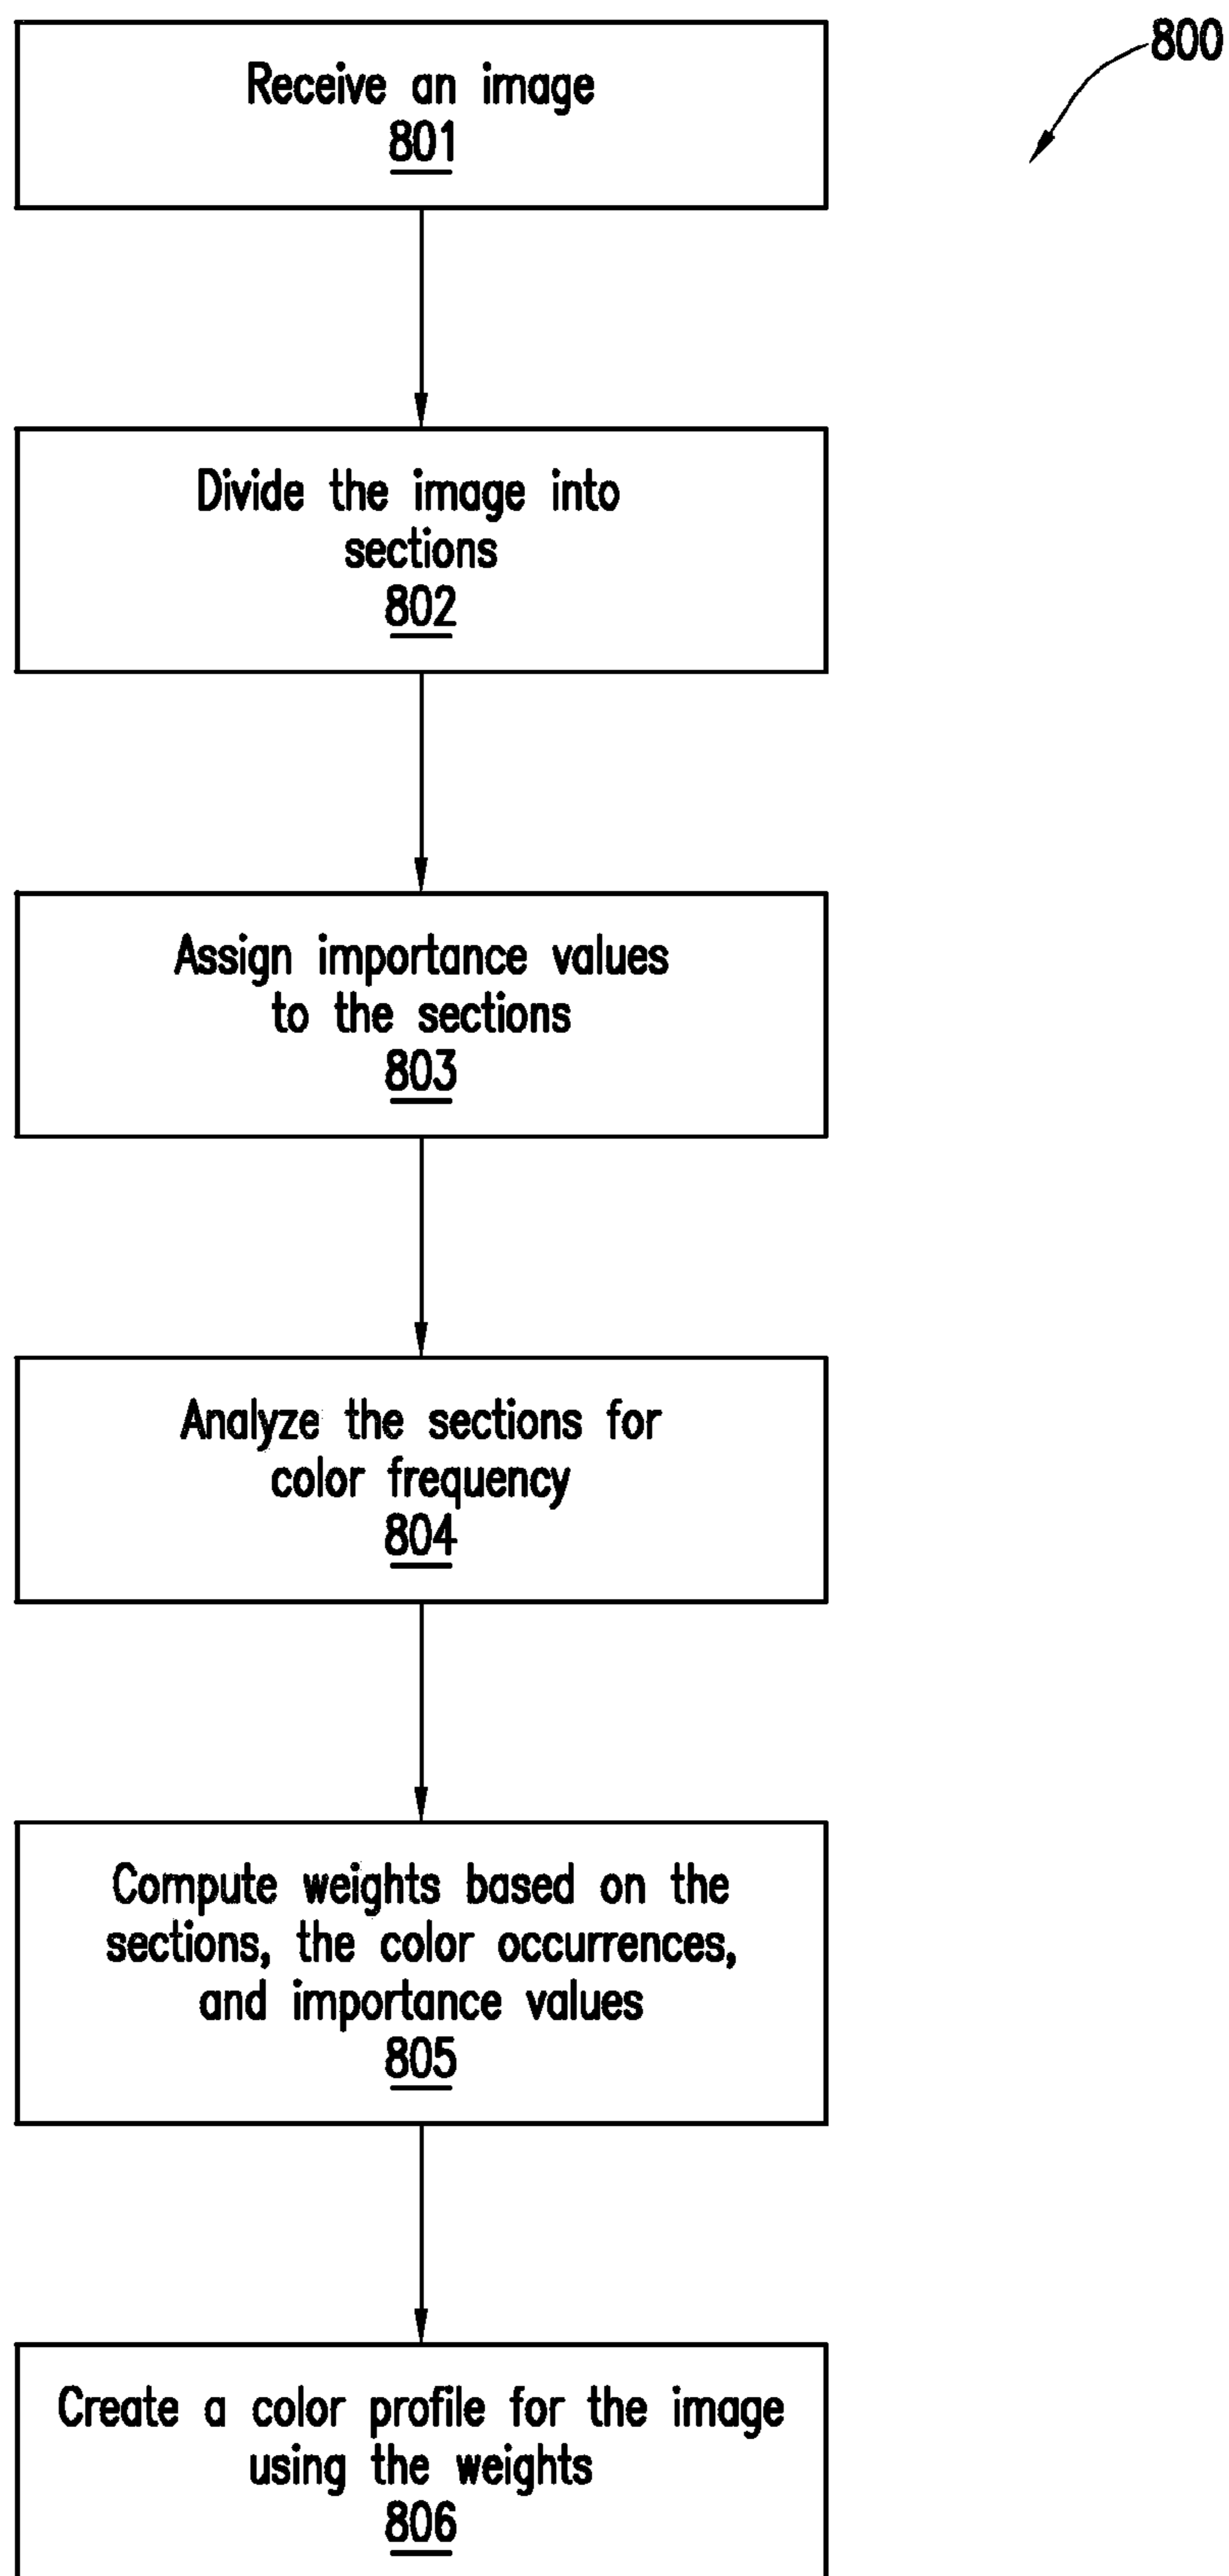 800
Receive an image
801
Divide the image into
sections
802
Assign importance values
to the sections
803
Analyze the sections for
color frequency
804
Compute weights based on the
sections, the color occurrences,
and importance values
805
Create a color profile for the image
using the weights
806